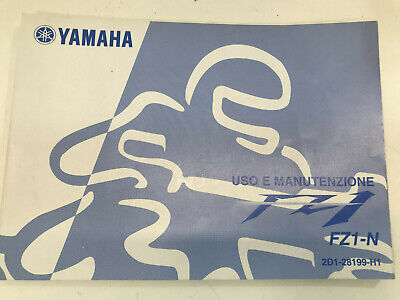 YAMAHA
USO E MANUTENZIONE
FZ1
FZ1-N
2D1-28199-H1